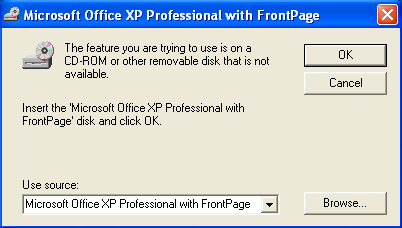 Microsoft Office XP Professional with FrontPage
The feature you are trying to use is on a
CD-ROM or other removable disk that is not
available.
OK
Cancel
Insert the 'Microsoft Office XP Professional with
FrontPage' disk and click OK.
Use source:
Microsoft Office XP Professional with FrontPage
Browse...